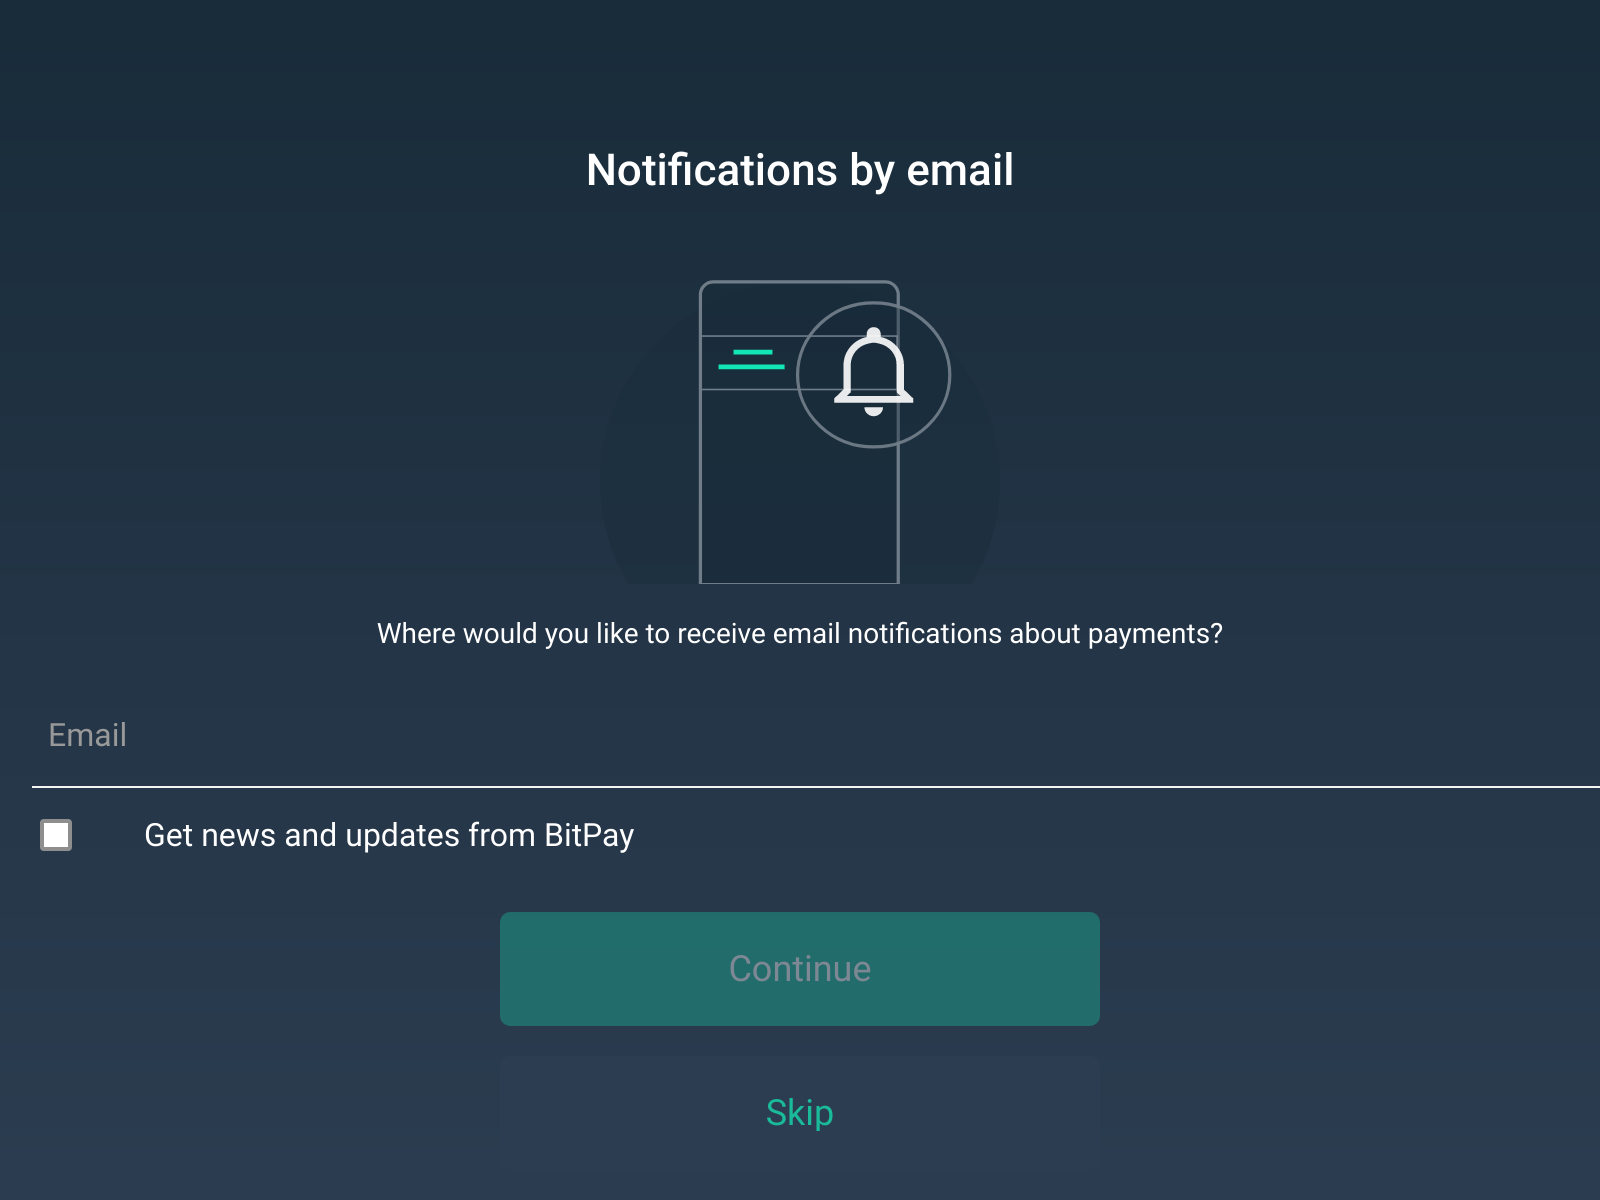 Notifications by email
Where would you like to receive email notifications about payments?
Email
Get news and updates from BitPay
Continue
Skip